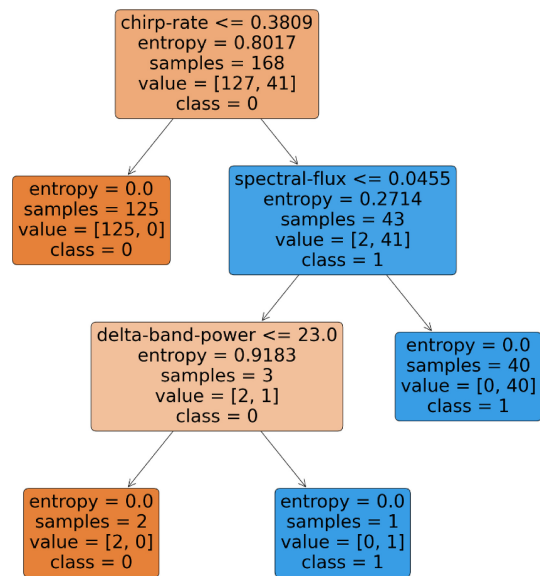 chirp-rate <= 0.3809
entropy = 0.8017
samples = 168
value = [127, 41]
class = 0
entropy = 0.0
samples = 125
value = [125, 0]
class = 0
spectral-flux <= 0.0455
entropy = 0.2714
samples = 43
value = [2, 41]
class = 1
delta-band-power <= 23.0
entropy = 0.9183
samples = 3
value = [2, 1]
class = 0
entropy = 0.0
samples = 40
value = [0, 40]
class = 1
entropy = 0.0
samples = 2
value = [2, 0]
class = 0
entropy = 0.0
samples = 1
value = [0, 1]
class = 1